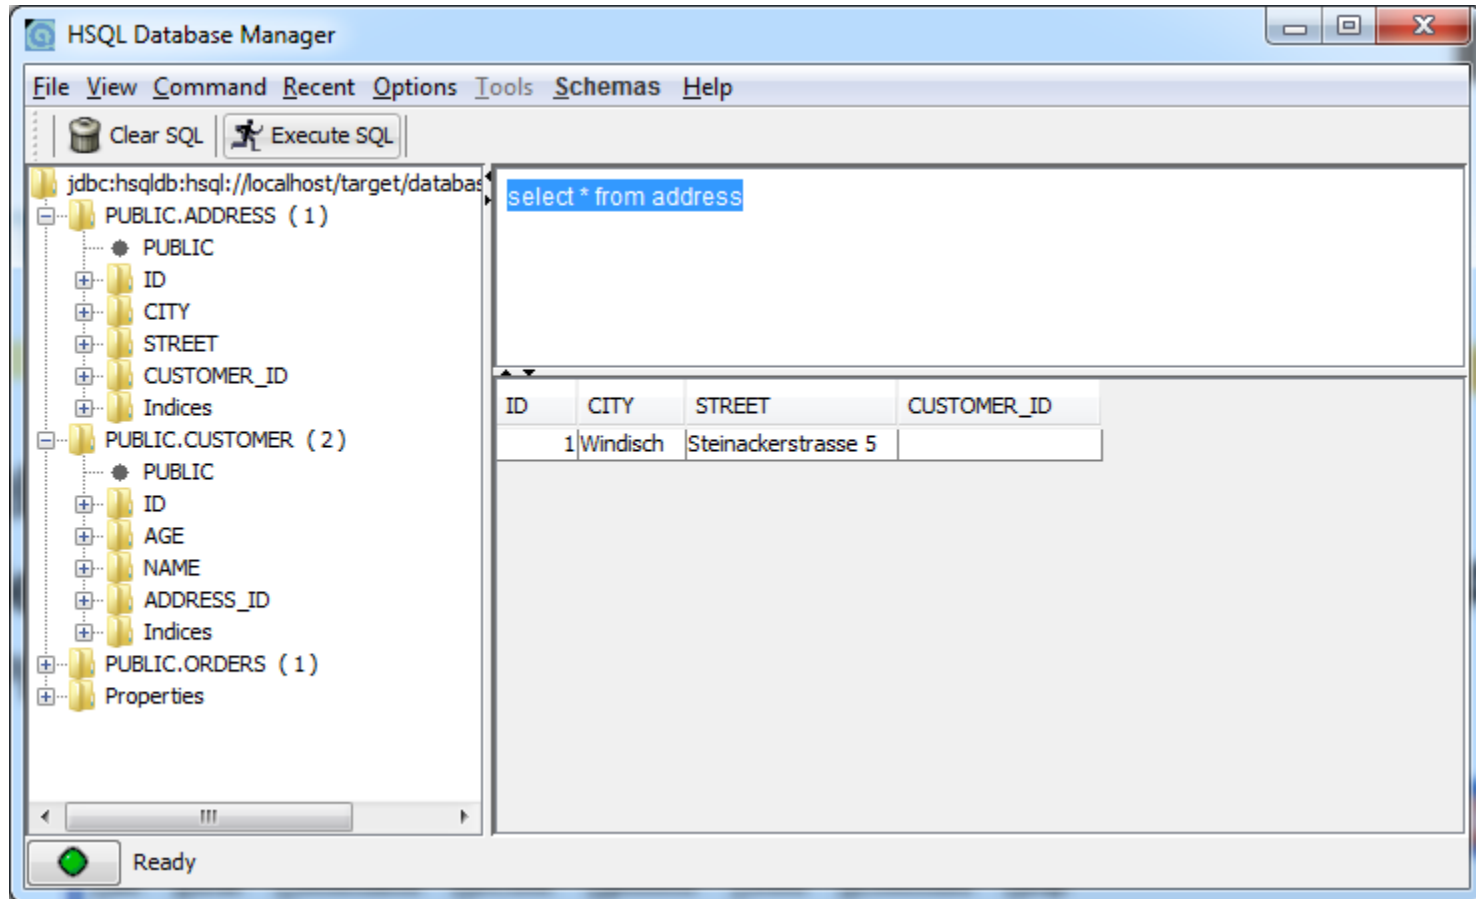 HSQL Database Manager
File View Command Recent Options Tools Schemas Help
Clear SQL Execute SQL
jdbc:hsqldb:hsql://localhost/target/databas
PUBLIC.ADDRESS (1)
PUBLIC
ID
CITY
STREET
CUSTOMER_ID
Indices
PUBLIC.CUSTOMER (2)
PUBLIC
ID
AGE
NAME
ADDRESS_ID
Indices
PUBLIC.ORDERS (1)
Properties
select * from address
ID CITY STREET CUSTOMER_ID
1 Windisch Steinackerstrasse 5
Ready